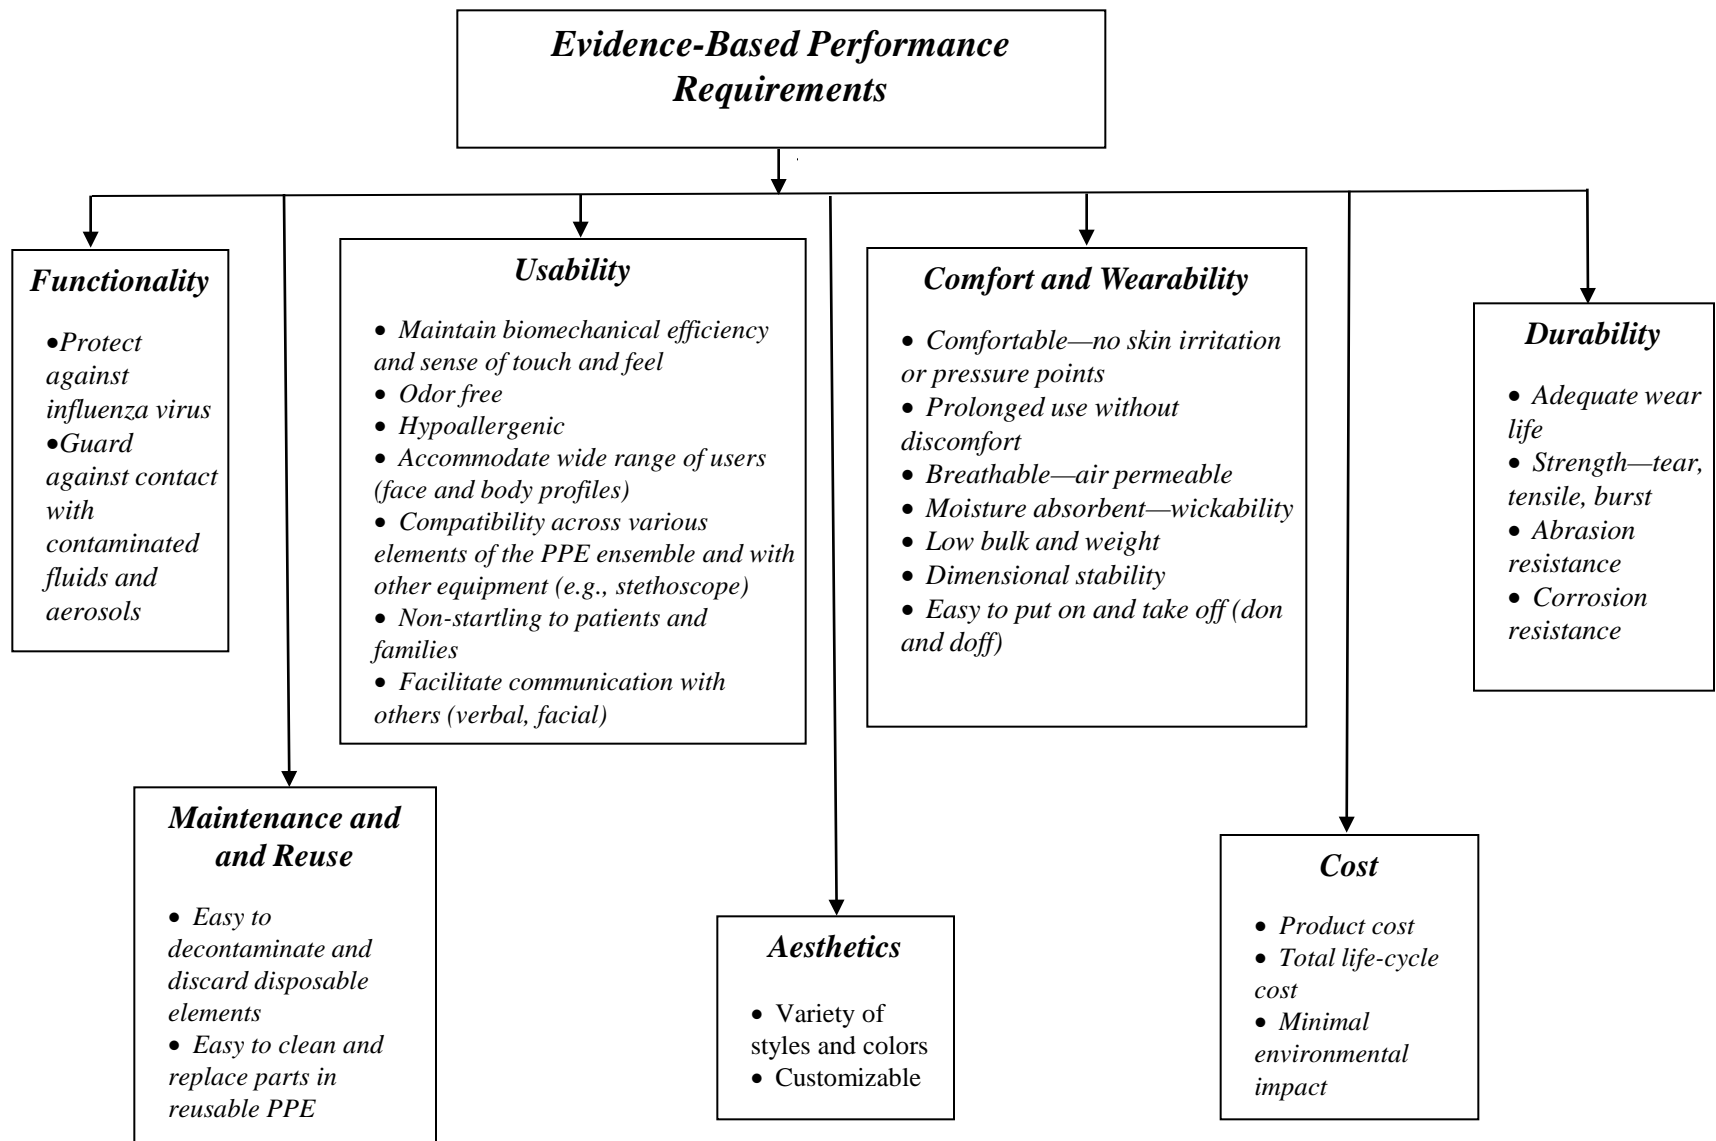 Evidence-Based Performance
Requirements
Functionality
•Protect
against
influenza virus
•Guard
against contact
with
contaminated
fluids and
aerosols
Usability
• Maintain biomechanical efficiency
and sense of touch and feel
• Odor free
• Hypoallergenic
• Accommodate wide range of users
(face and body profiles)
• Compatibility across various
elements of the PPE ensemble and with
other equipment (e.g., stethoscope)
• Non-startling to patients and
families
• Facilitate communication with
others (verbal, facial)
Comfort and Wearability
• Comfortable—no skin irritation
or pressure points
• Prolonged use without
discomfort
• Breathable—air permeable
• Moisture absorbent—wickability
• Low bulk and weight
• Dimensional stability
• Easy to put on and take off (don
and doff)
Durability
• Adequate wear
life
• Strength—tear,
tensile, burst
• Abrasion
resistance
• Corrosion
resistance
Maintenance and
and Reuse
• Easy to
decontaminate and
discard disposable
elements
• Easy to clean and
replace parts in
reusable PPE
Aesthetics
• Variety of
styles and colors
• Customizable
Cost
• Product cost
• Total life-cycle
cost
• Minimal
environmental
impact